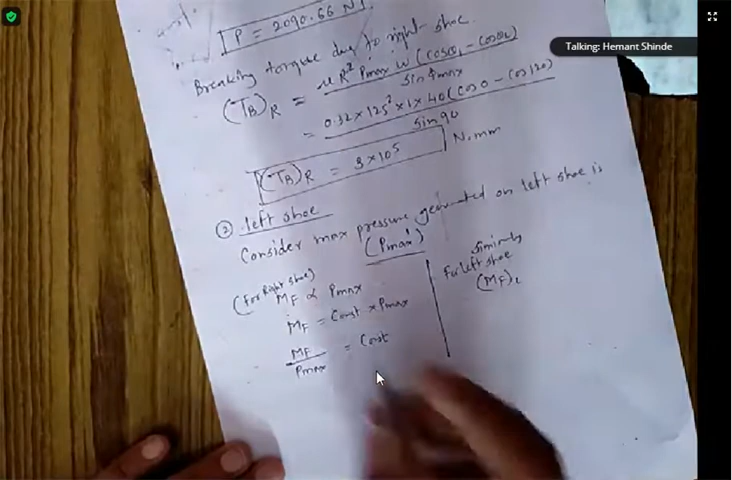 P = 2090.66 N
Talking: Hemant Shinde
Breaking torque due to right shoe
(TB)R = μR² Pmax w (cosθ1 - cosθ2) / sin φmax
= 0.32 × 125² × 1 × 40 (cos 0 - cos 120) / sin 90
(TB)R = 3 × 10⁵ N.mm
② left shoe
Consider max pressure generated on left shoe is
(P'max)
(For Right shoe)
MF ∝ Pmax
MF = Const × Pmax
MF / Pmax = Const
Similarly
for left shoe
(MF)L